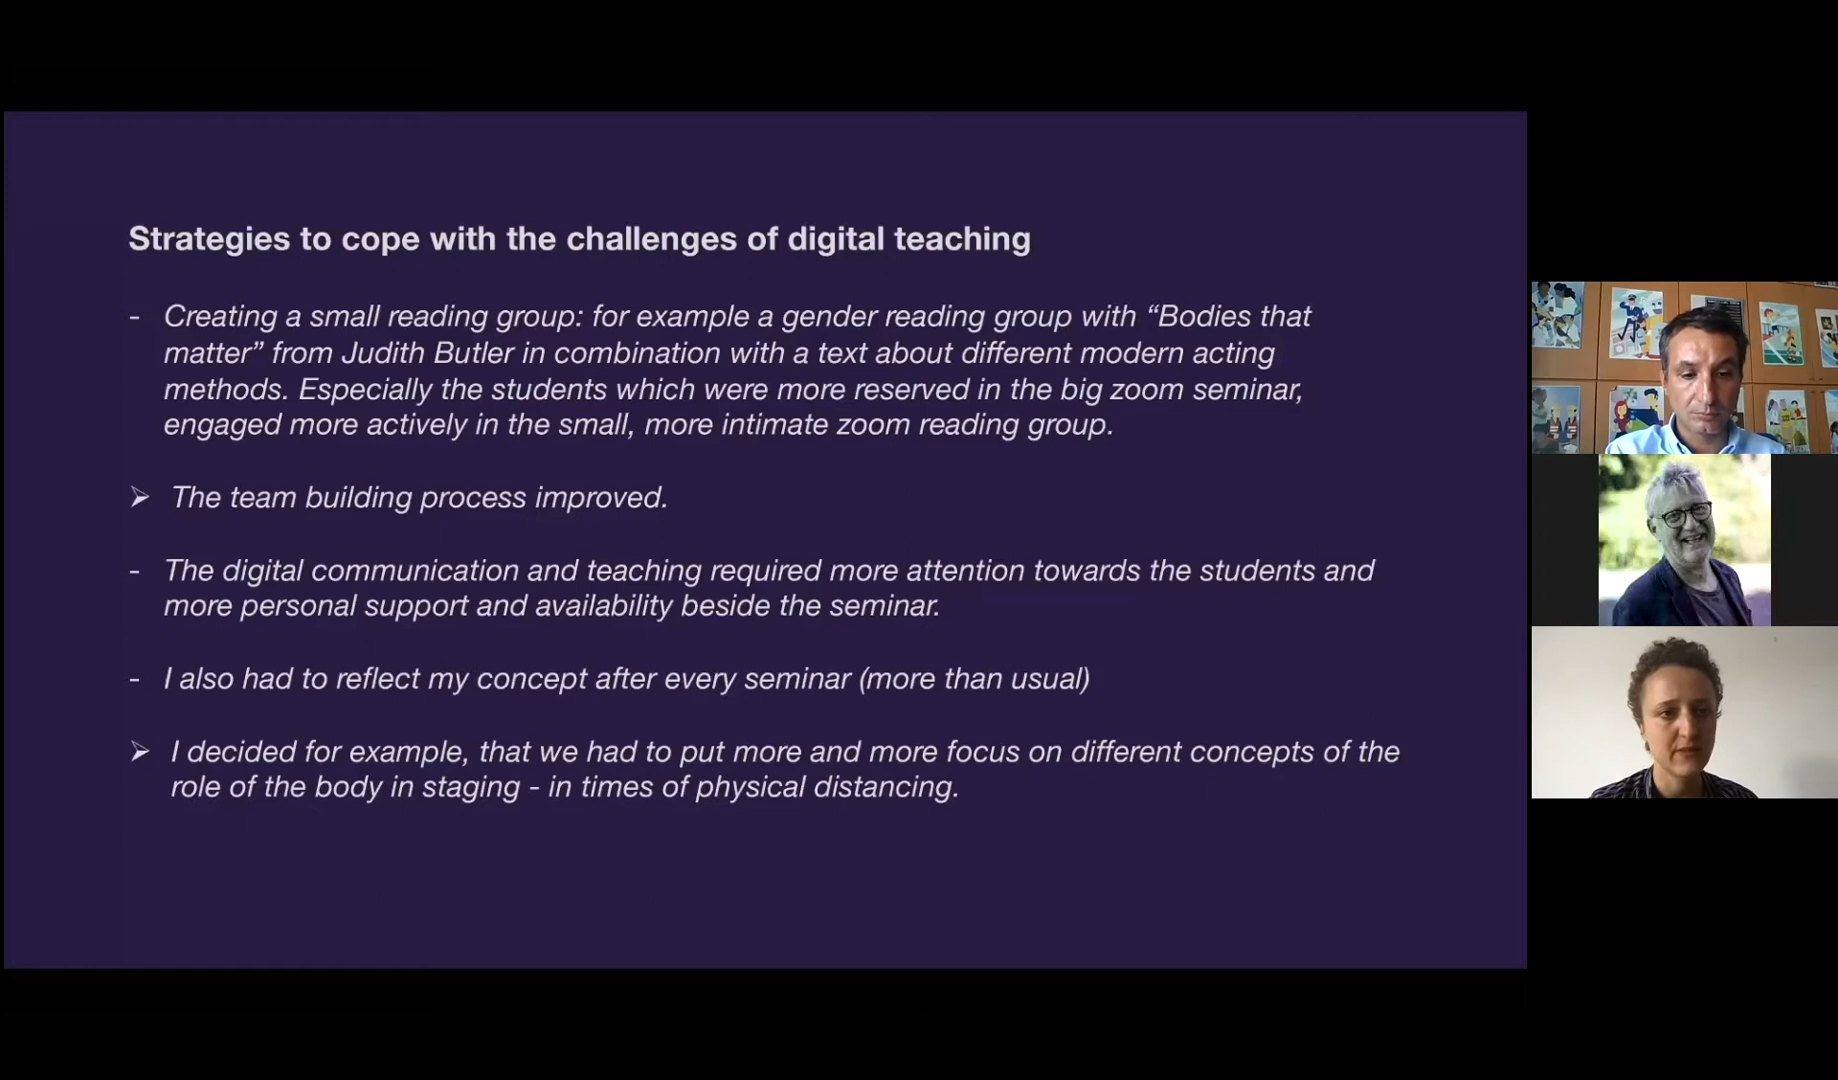 Strategies to cope with the challenges of digital teaching
- Creating a small reading group: for example a gender reading group with “Bodies that
matter” from Judith Butler in combination with a text about different modern acting
methods. Especially the students which were more reserved in the big zoom seminar,
engaged more actively in the small, more intimate zoom reading group.
➢ The team building process improved.
- The digital communication and teaching required more attention towards the students and
more personal support and availability beside the seminar.
- I also had to reflect my concept after every seminar (more than usual)
➢ I decided for example, that we had to put more and more focus on different concepts of the
role of the body in staging - in times of physical distancing.